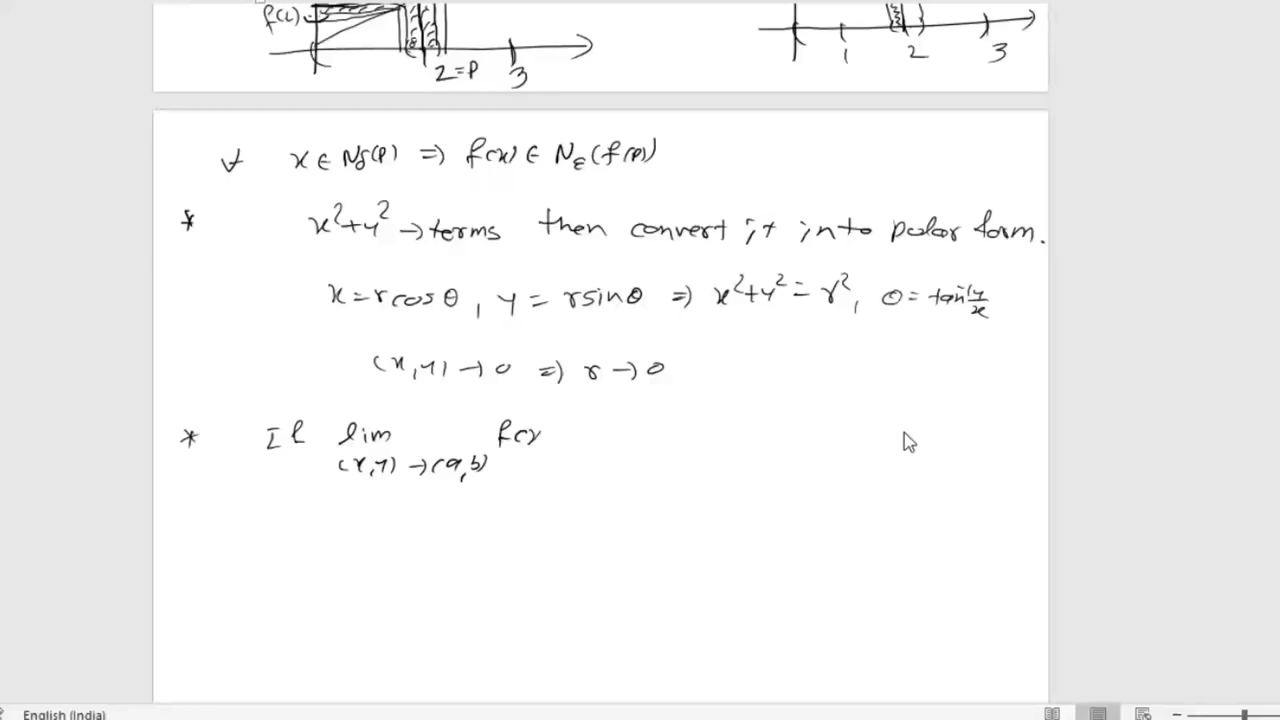 f(2)
2=P 3
1 2 3
∀ x ∈ Nδ(P) ⇒ f(x) ∈ Nε(f(P))
* x²+y² → terms then convert it into polar form.
x = r cos θ, y = r sin θ ⇒ x²+y² = r², θ = tan⁻¹ y/x
(x,y) → 0 ⇒ r → 0
* If lim f(x
(x,y) → (a,b)
English (India)